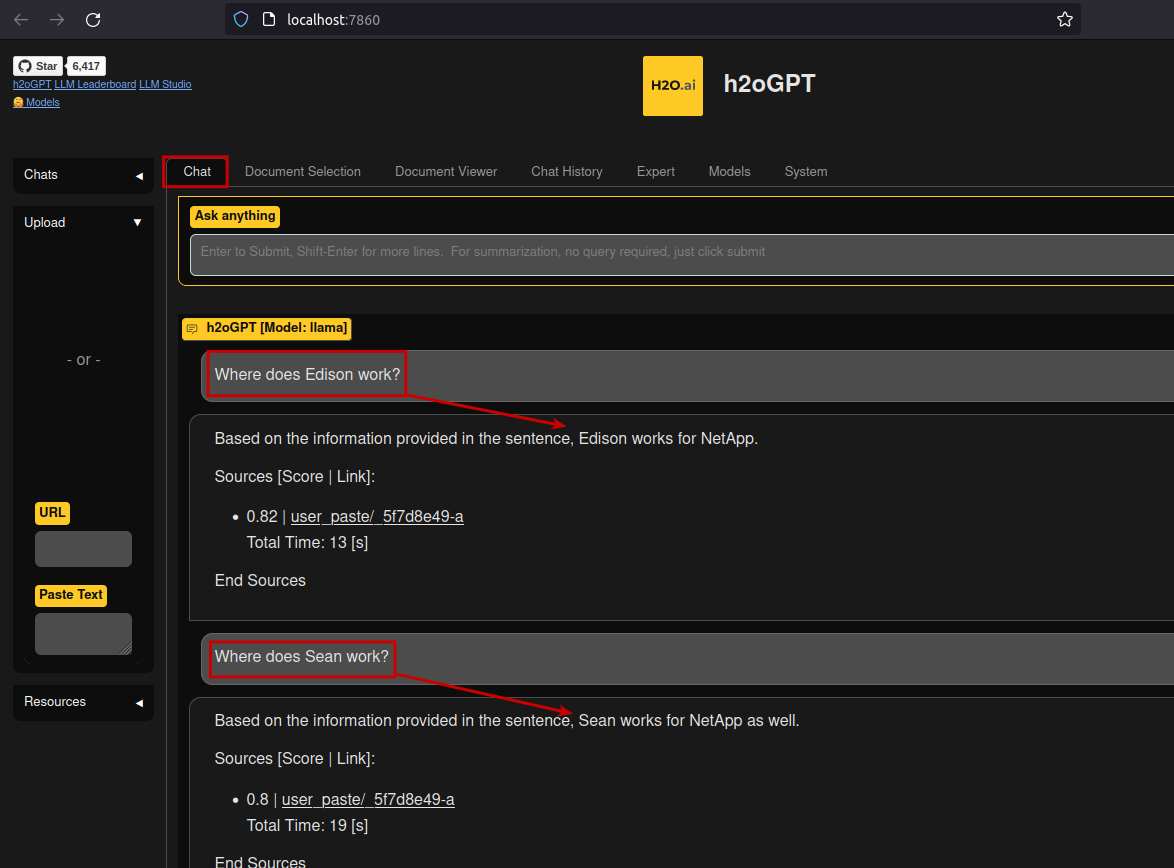 localhost:7860
Star 6,417
h2oGPT LLM Leaderboard LLM Studio
🤗 Models
H2O.ai h2oGPT
Chats
Upload
- or -
URL
Paste Text
Resources
Chat Document Selection Document Viewer Chat History Expert Models System
Ask anything
Enter to Submit, Shift-Enter for more lines. For summarization, no query required, just click submit
h2oGPT [Model: llama]
Where does Edison work?
Based on the information provided in the sentence, Edison works for NetApp.
Sources [Score | Link]:
• 0.82 | user_paste/_5f7d8e49-a
Total Time: 13 [s]
End Sources
Where does Sean work?
Based on the information provided in the sentence, Sean works for NetApp as well.
Sources [Score | Link]:
• 0.8 | user_paste/_5f7d8e49-a
Total Time: 19 [s]
End Sources